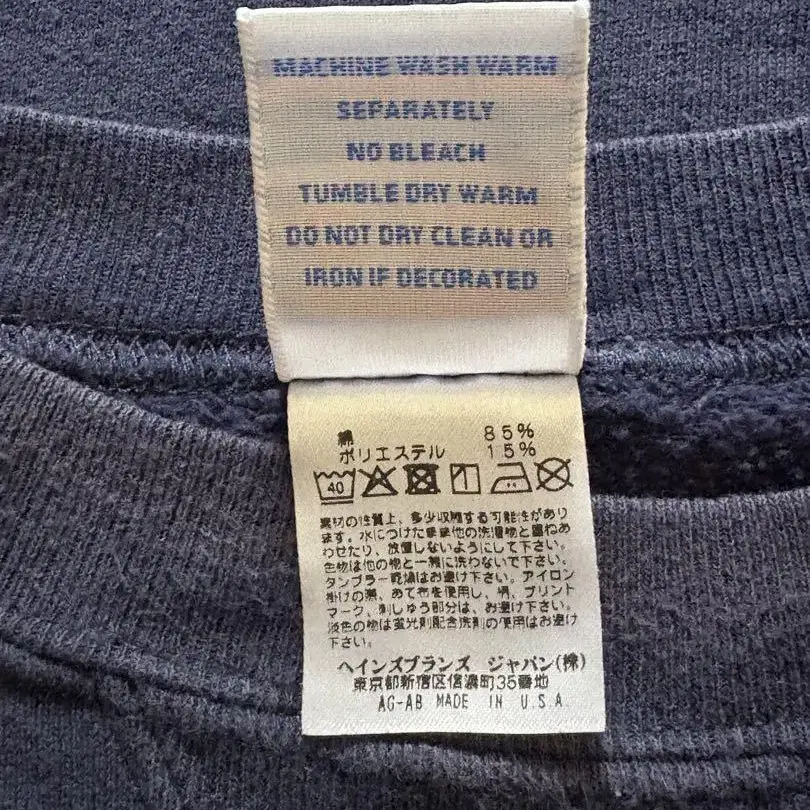 MACHINE WASH WARM
SEPARATELY
NO BLEACH
TUMBLE DRY WARM
DO NOT DRY CLEAN OR
IRON IF DECORATED
綿 85%
ポリエステル 15%
40
素材の性質上、多少収縮する可能性があり
ます。水につけたまま他の洗濯物と重ねあ
わせたり、放置しないようにして下さい。
色物は他の物と一緒に洗わないで下さい。
タンブラー乾燥はお避け下さい。アイロン
掛けの際、あて布を使用し、柄、プリント
マーク、刺しゅう部分は、お避け下さい。
淡色の物は蛍光剤配合洗剤の使用はお避け
下さい。
ヘインズブランズ ジャパン(株)
東京都新宿区信濃町35番地
AG-AB MADE IN U.S.A.